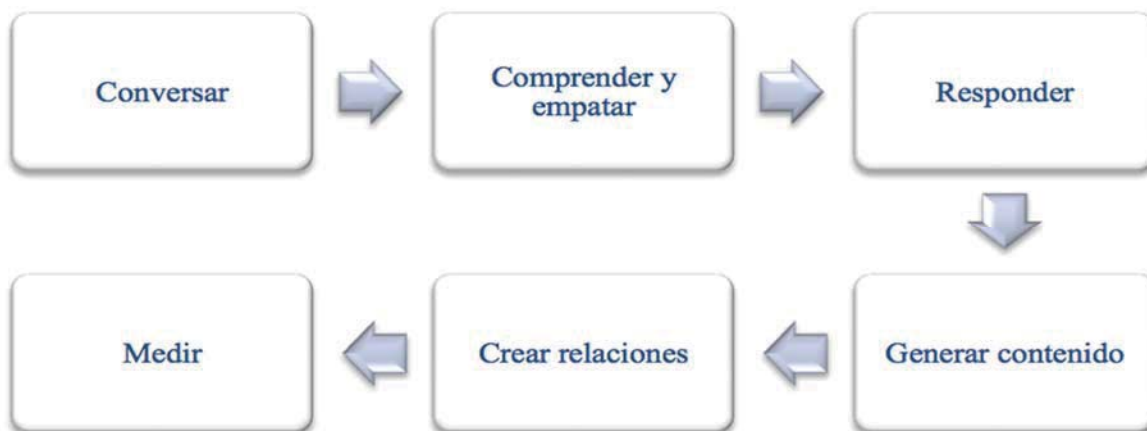 Conversar
Comprender y
empatar
Responder
Generar contenido
Crear relaciones
Medir